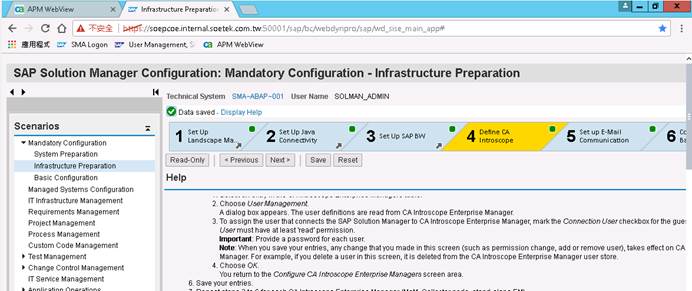 APM WebView
Infrastructure Preparation
不安全
https://soepcoe.internal.soetek.com.tw:50001/sap/bc/webdynpro/sap/wd_sise_main_app#
應用程式
SMA Logon
User Management, S
APM WebView
SAP Solution Manager Configuration: Mandatory Configuration - Infrastructure Preparation
Technical System SMA~ABAP~001 User Name SOLMAN_ADMIN
Data saved - Display Help
Scenarios
Mandatory Configuration
System Preparation
Infrastructure Preparation
Basic Configuration
Managed Systems Configuration
IT Infrastructure Management
Requirements Management
Project Management
Process Management
Custom Code Management
Test Management
Change Control Management
IT Service Management
Application Operations
1 Set Up Landscape Ma...
2 Set Up Java Connectivity
3 Set Up SAP BW
4 Define CA Introscope
5 Set up E-Mail Communication
6
Read-Only
< Previous
Next >
Save
Reset
Help
2. Choose User Management.
A dialog box appears. The user definitions are read from CA Introscope Enterprise Manager.
3. To assign the user that connects the SAP Solution Manager to CA Introscope Enterprise Manager, mark the Connection User checkbox for the gue
User must have at least 'read' permission.
Important: Provide a password for each user.
Note: When you save your entries, any change that you made in this screen (such as permission change, add or remove user), takes effect on CA
Manager. For example, if you delete a user in this screen, it is deleted from the CA Introscope Enterprise Manager user store.
4. Choose OK.
You return to the Configure CA Introscope Enterprise Managers screen area.
6. Save your entries.